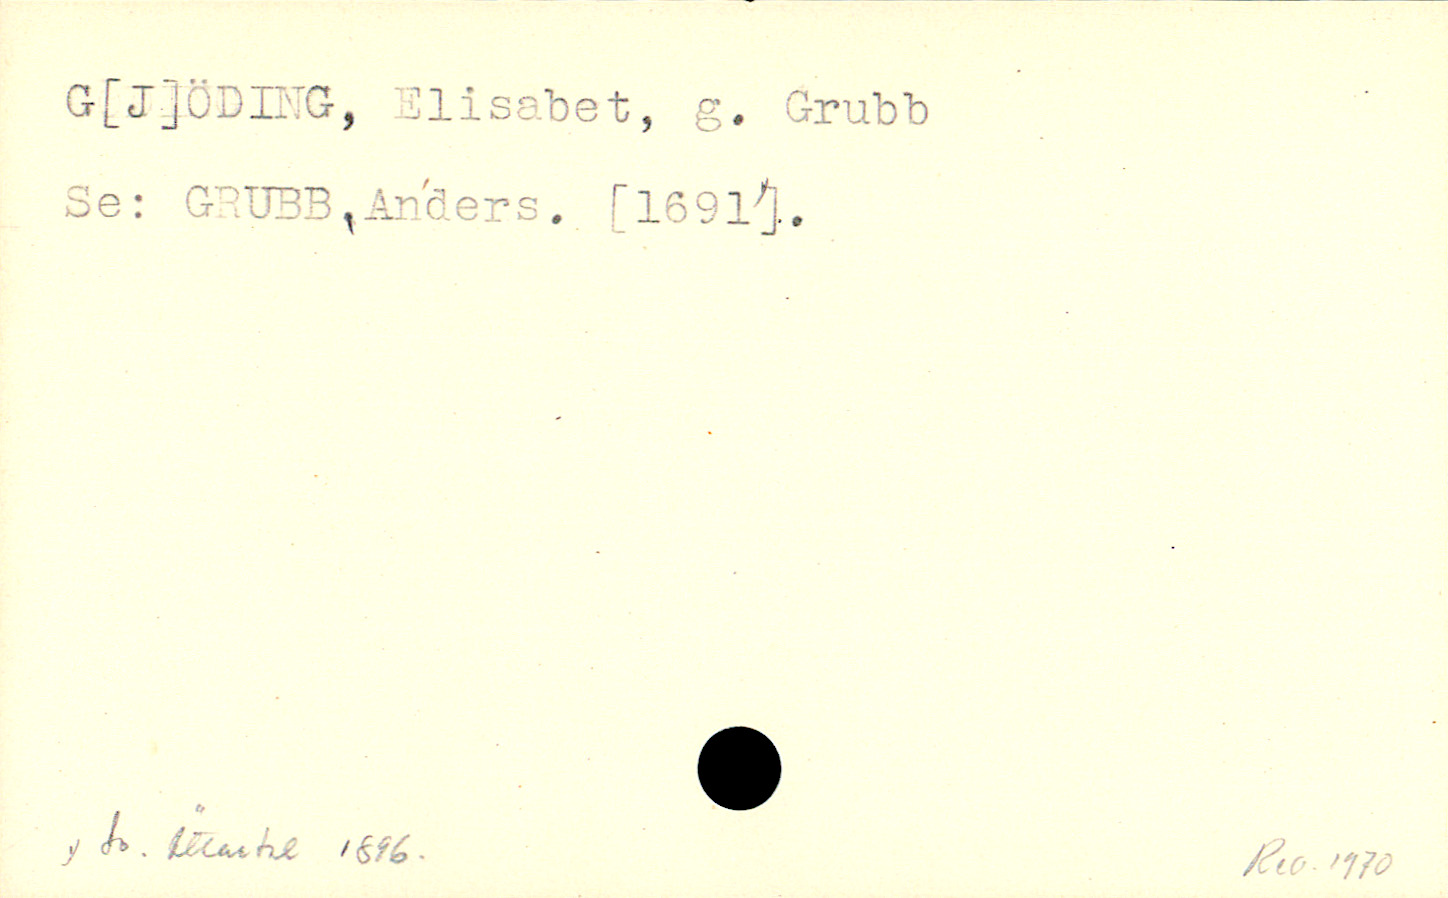 G[J]ÖDING, Elisabet, g. Grubb
Se: GRUBB, Anders. [1691].
1896.
Rev. 1970